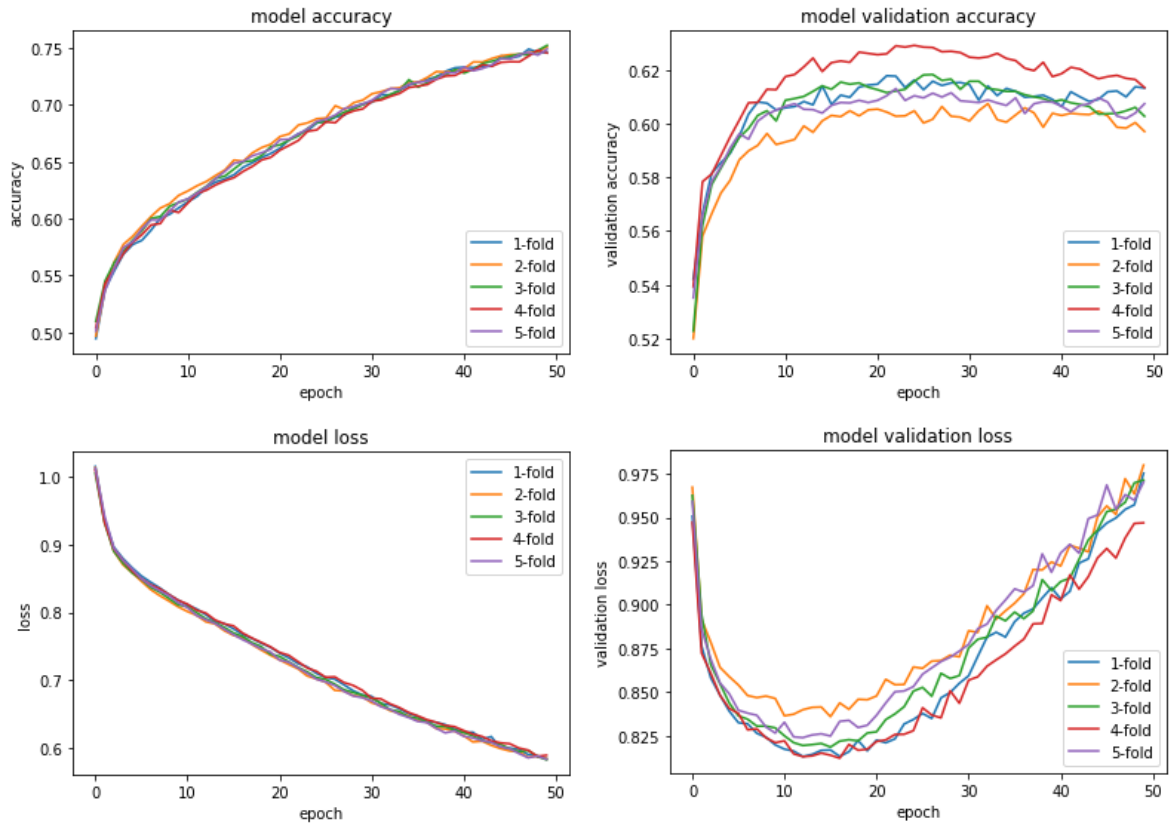 model accuracy
accuracy
0.75
0.70
0.65
0.60
0.55
0.50
0 10 20 30 40 50
epoch
1-fold
2-fold
3-fold
4-fold
5-fold
model validation accuracy
validation accuracy
0.62
0.60
0.58
0.56
0.54
0.52
0 10 20 30 40 50
epoch
1-fold
2-fold
3-fold
4-fold
5-fold
model loss
loss
1.0
0.9
0.8
0.7
0.6
0 10 20 30 40 50
epoch
1-fold
2-fold
3-fold
4-fold
5-fold
model validation loss
validation loss
0.975
0.950
0.925
0.900
0.875
0.850
0.825
0 10 20 30 40 50
epoch
1-fold
2-fold
3-fold
4-fold
5-fold